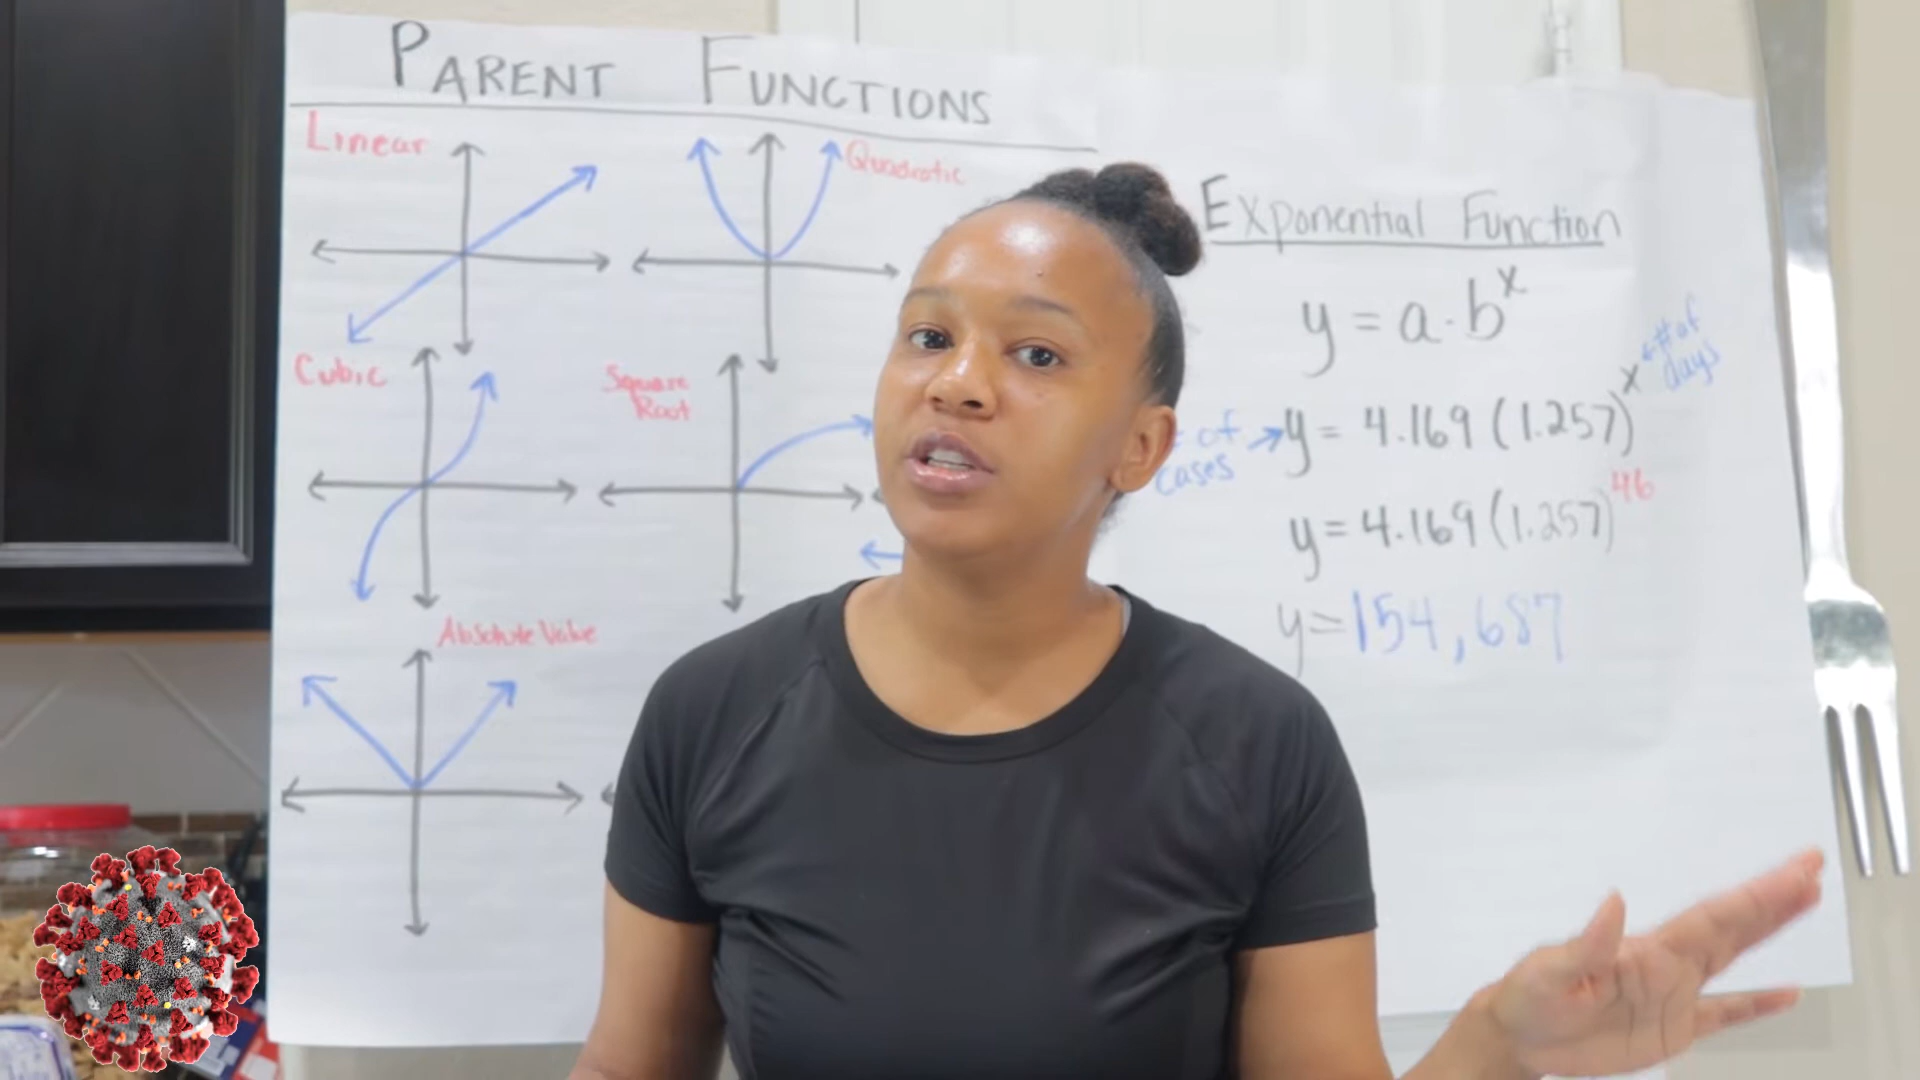 PARENT FUNCTIONS
Linear
Quadratic
Cubic
Square
Root
Absolute Value
Exponential Function
y = a · b^x
# of
days
of
cases
y = 4.169 (1.257)^x
y = 4.169 (1.257)^46
y = 154,687